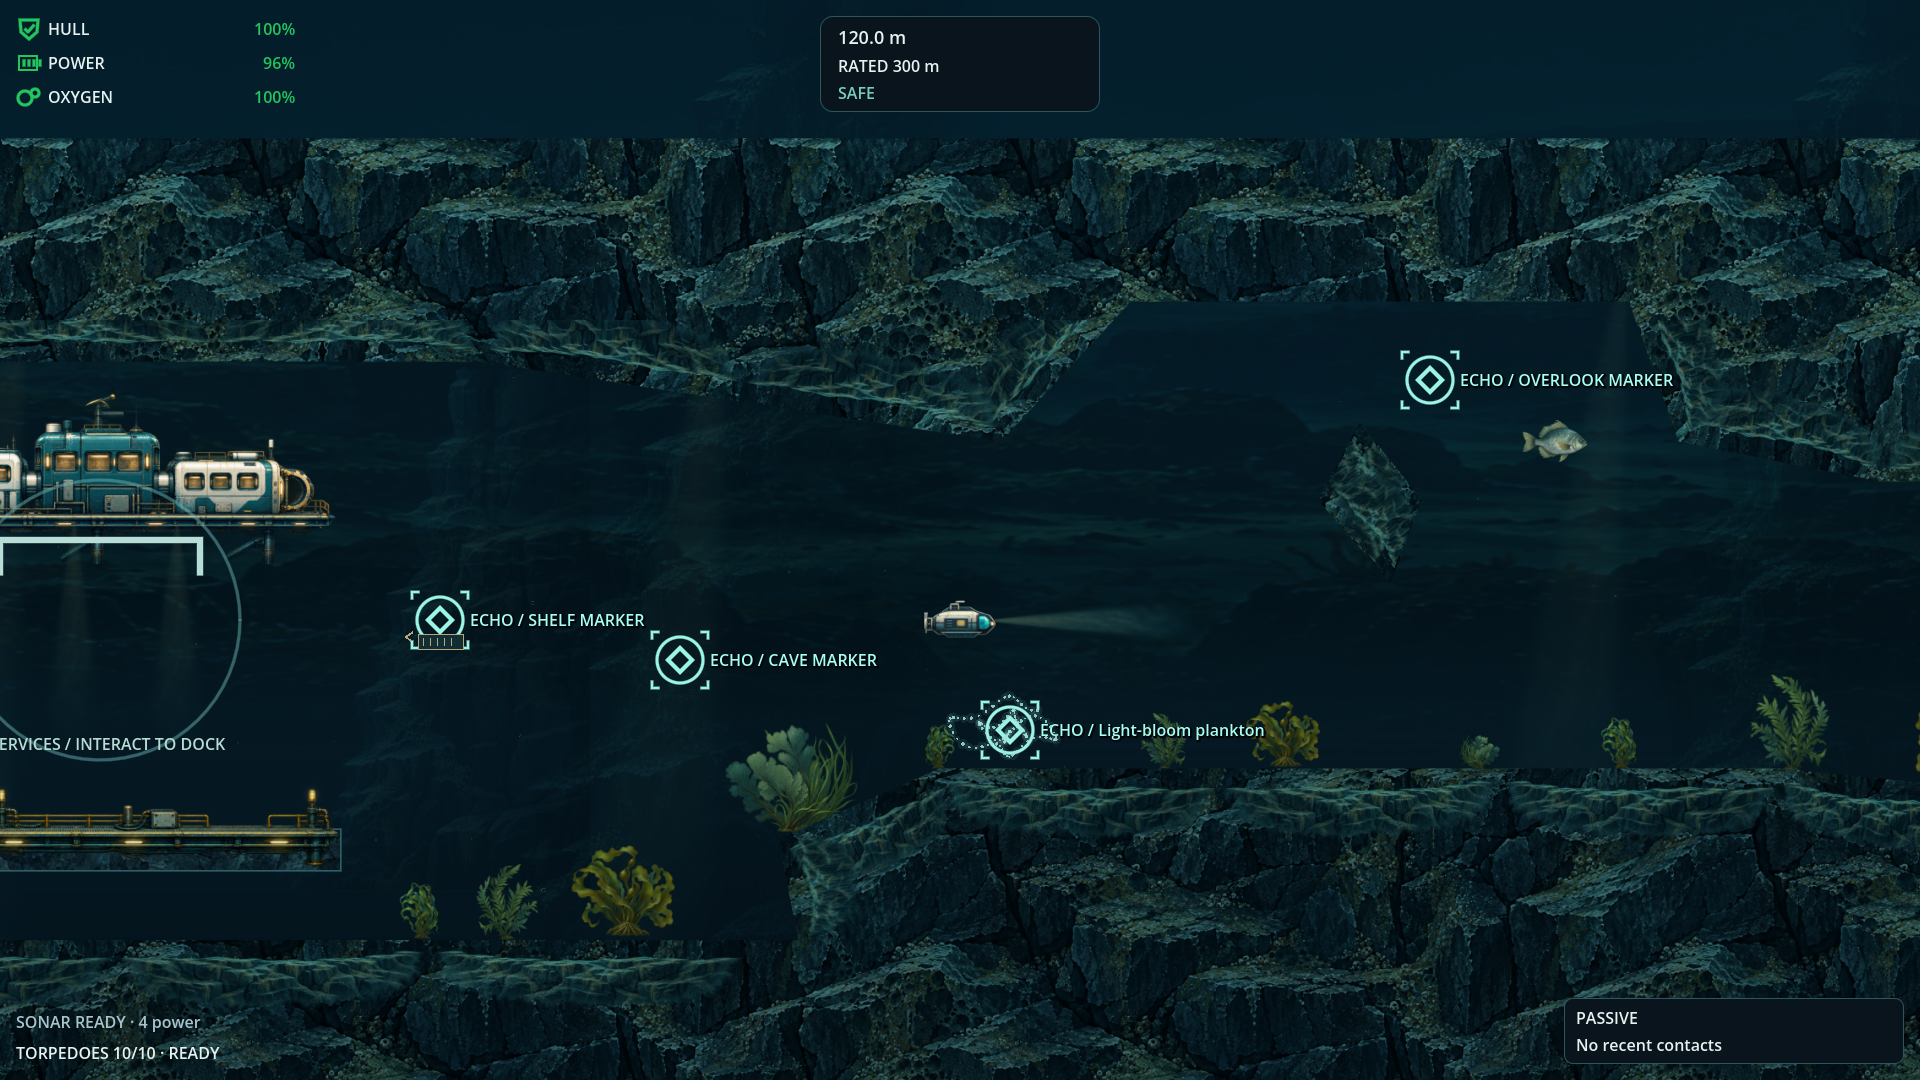 HULL 100%
POWER 96%
OXYGEN 100%
120.0 m
RATED 300 m
SAFE
ECHO / OVERLOOK MARKER
ECHO / SHELF MARKER
ECHO / CAVE MARKER
ECHO / Light-bloom plankton
ERVICES / INTERACT TO DOCK
SONAR READY · 4 power
TORPEDOES 10/10 · READY
PASSIVE
No recent contacts